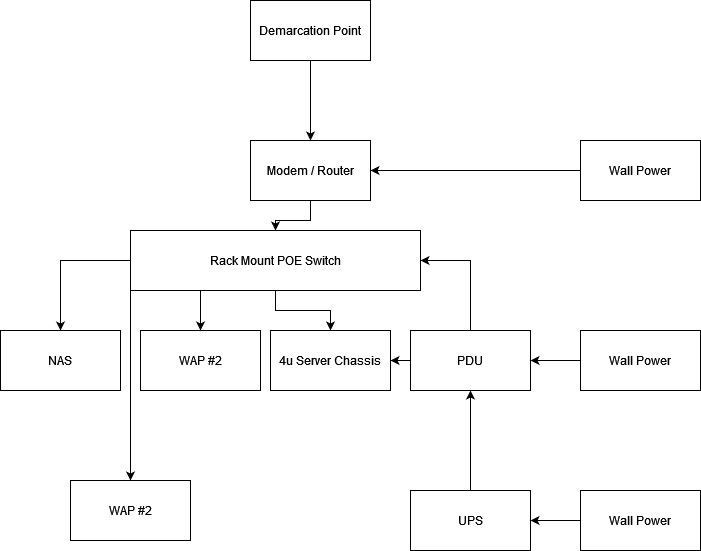 Demarcation Point
Modem / Router
Wall Power
Rack Mount POE Switch
NAS
WAP #2
4u Server Chassis
PDU
Wall Power
WAP #2
UPS
Wall Power